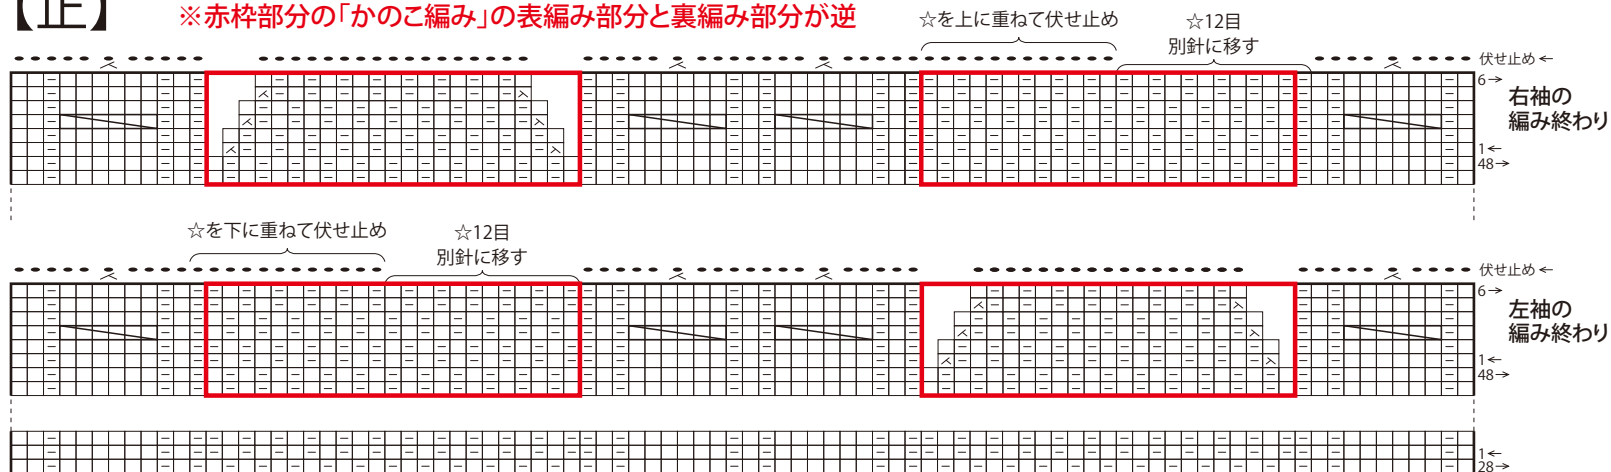 【正】
※赤枠部分の「かのこ編み」の表編み部分と裏編み部分が逆
☆を上に重ねて伏せ止め
☆12目
別針に移す
伏せ止め←
6→
右袖の
編み終わり
1←
48→
☆を下に重ねて伏せ止め
☆12目
別針に移す
伏せ止め←
6→
左袖の
編み終わり
1←
48→
1←
28→